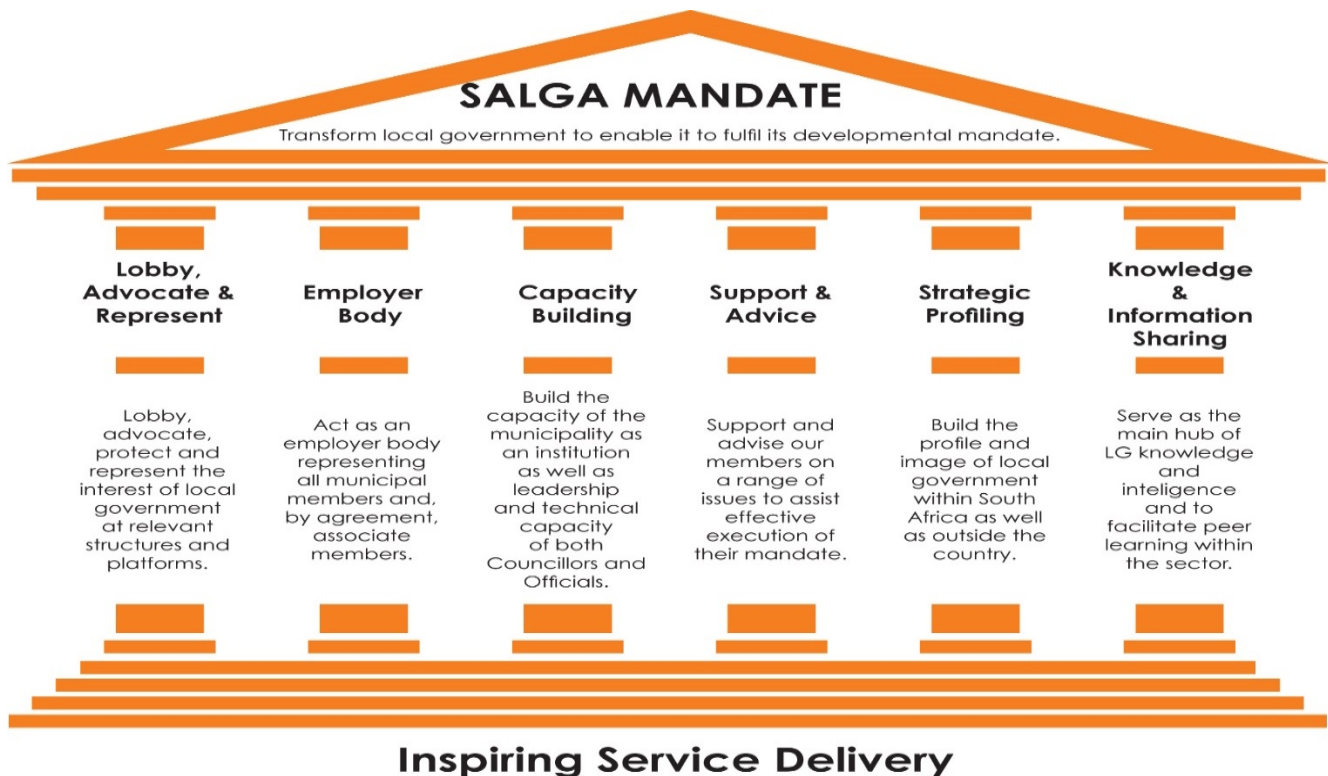 SALGA MANDATE
Transform local government to enable it to fulfil its developmental mandate.
Lobby,
Advocate &
Represent
Employer
Body
Capacity
Building
Support &
Advice
Strategic
Profiling
Knowledge
&
Information
Sharing
Lobby,
advocate,
protect and
represent the
interest of local
government
at relevant
structures and
platforms.
Act as an
employer body
representing
all municipal
members and,
by agreement,
associate
members.
Build the
capacity of the
municipality as
an institution
as well as
leadership
and technical
capacity
of both
Councillors and
Officials.
Support and
advise our
members on
a range of
issues to assist
effective
execution of
their mandate.
Build the
profile and
image of local
government
within South
Africa as well
as outside the
country.
Serve as the
main hub of
LG knowledge
and
inteligence
and to
facilitate peer
learning within
the sector.
Inspiring Service Delivery